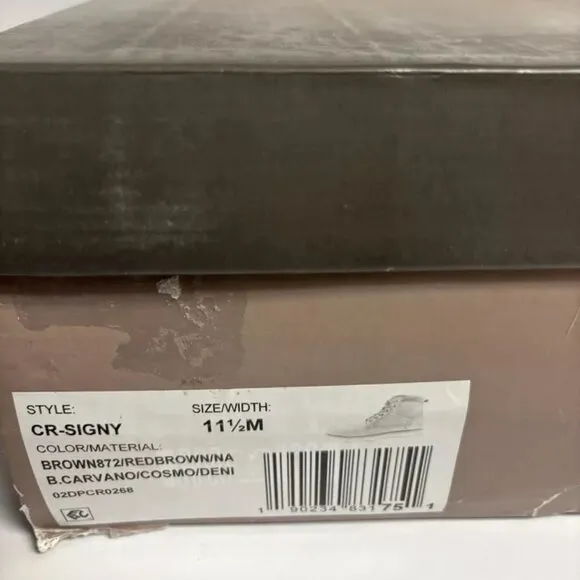 STYLE: SIZE/WIDTH:
CR-SIGNY 11½M
COLOR/MATERIAL:
BROWN872/REDBROWN/NA
B.CARVANO/COSMO/DENI
02DPCR0268
1 90234 63175 1